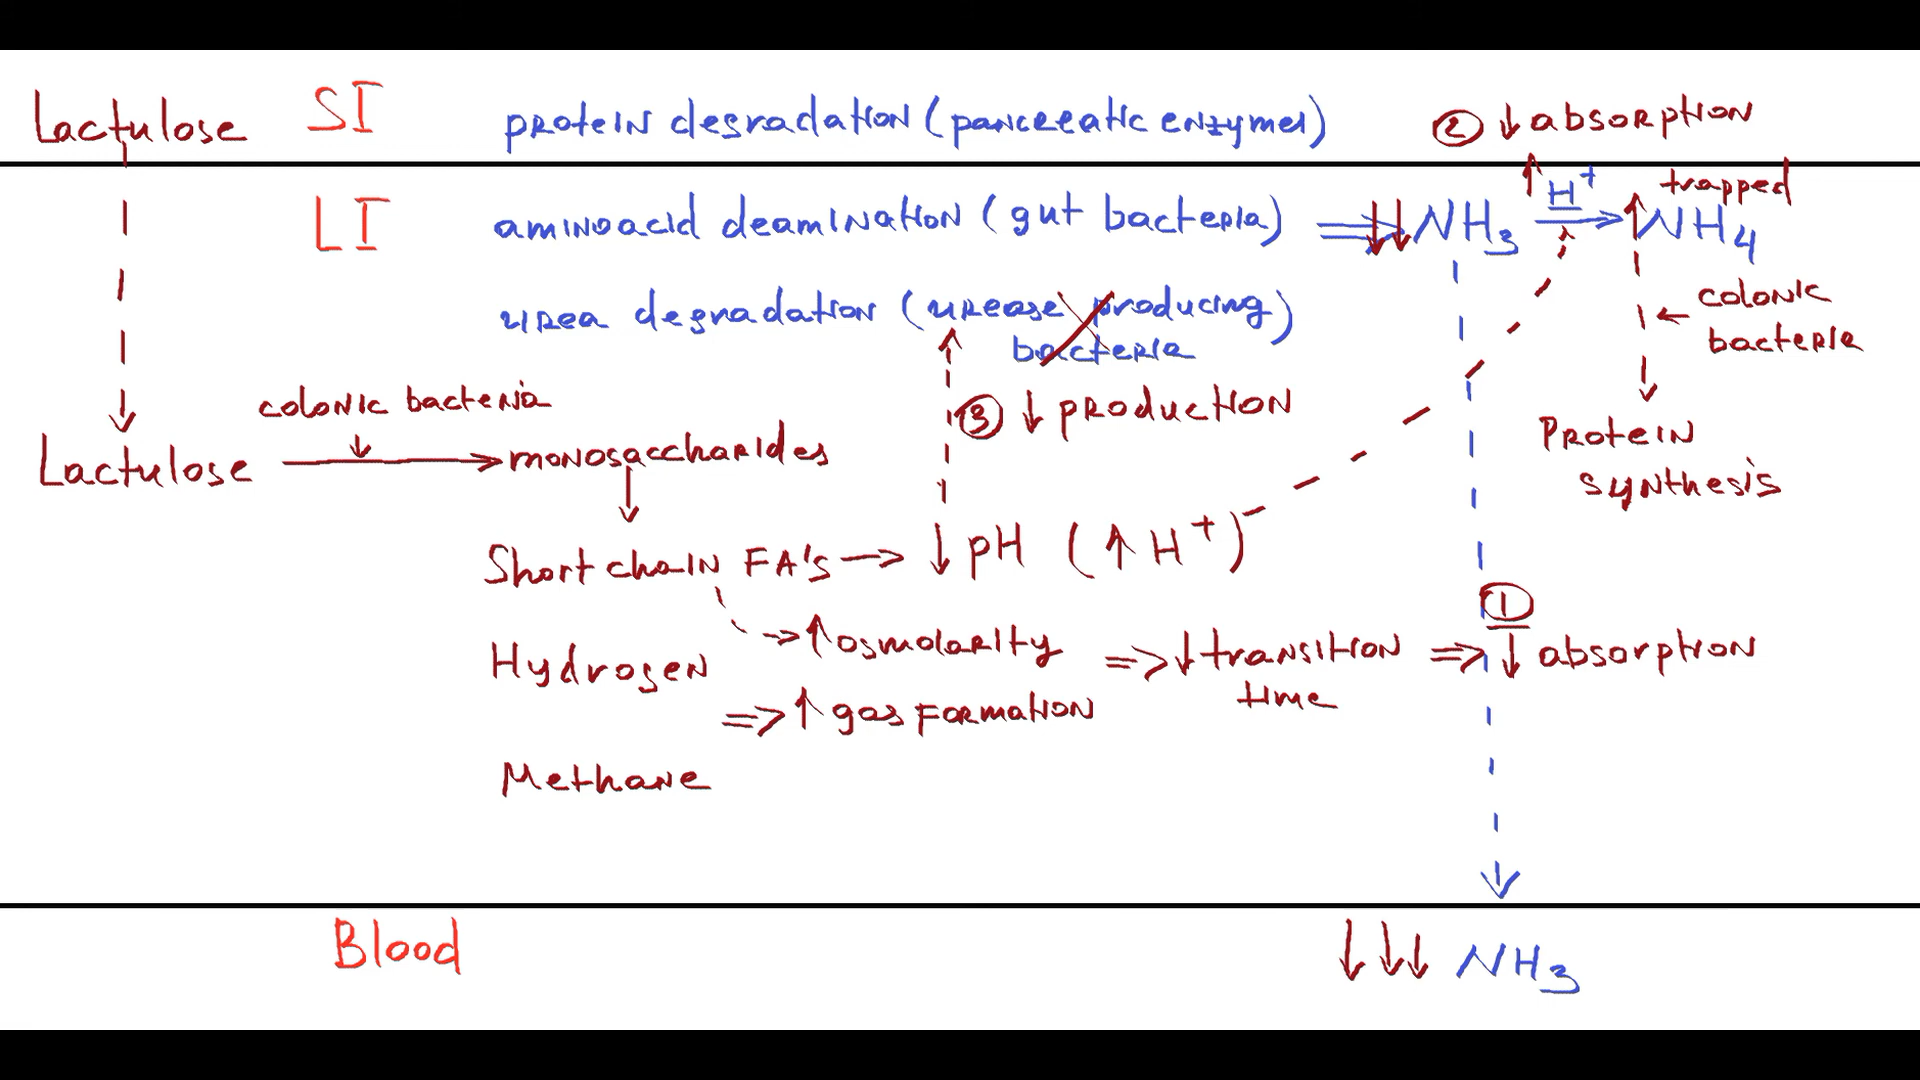 Lactulose SI protein degradation (pancreatic enzymes) ② ↓ absorption
LI aminoacid deamination (gut bacteria) ⇒ ↓↓ NH3 ↑ H+ → ↑ NH4 trapped
urea degradation (urease producing bacteria) ← colonic bacteria
③ ↓ production
colonic bacteria
Protein synthesis
Lactulose → monosaccharides
↓
Short chain FA's → ↓ pH (↑ H+)
①
→ ↑ osmolarity ⇒ ↓ transition time ⇒ ↓ absorption
Hydrogen
⇒ ↑ gas formation
Methane
Blood ↓↓↓ NH3